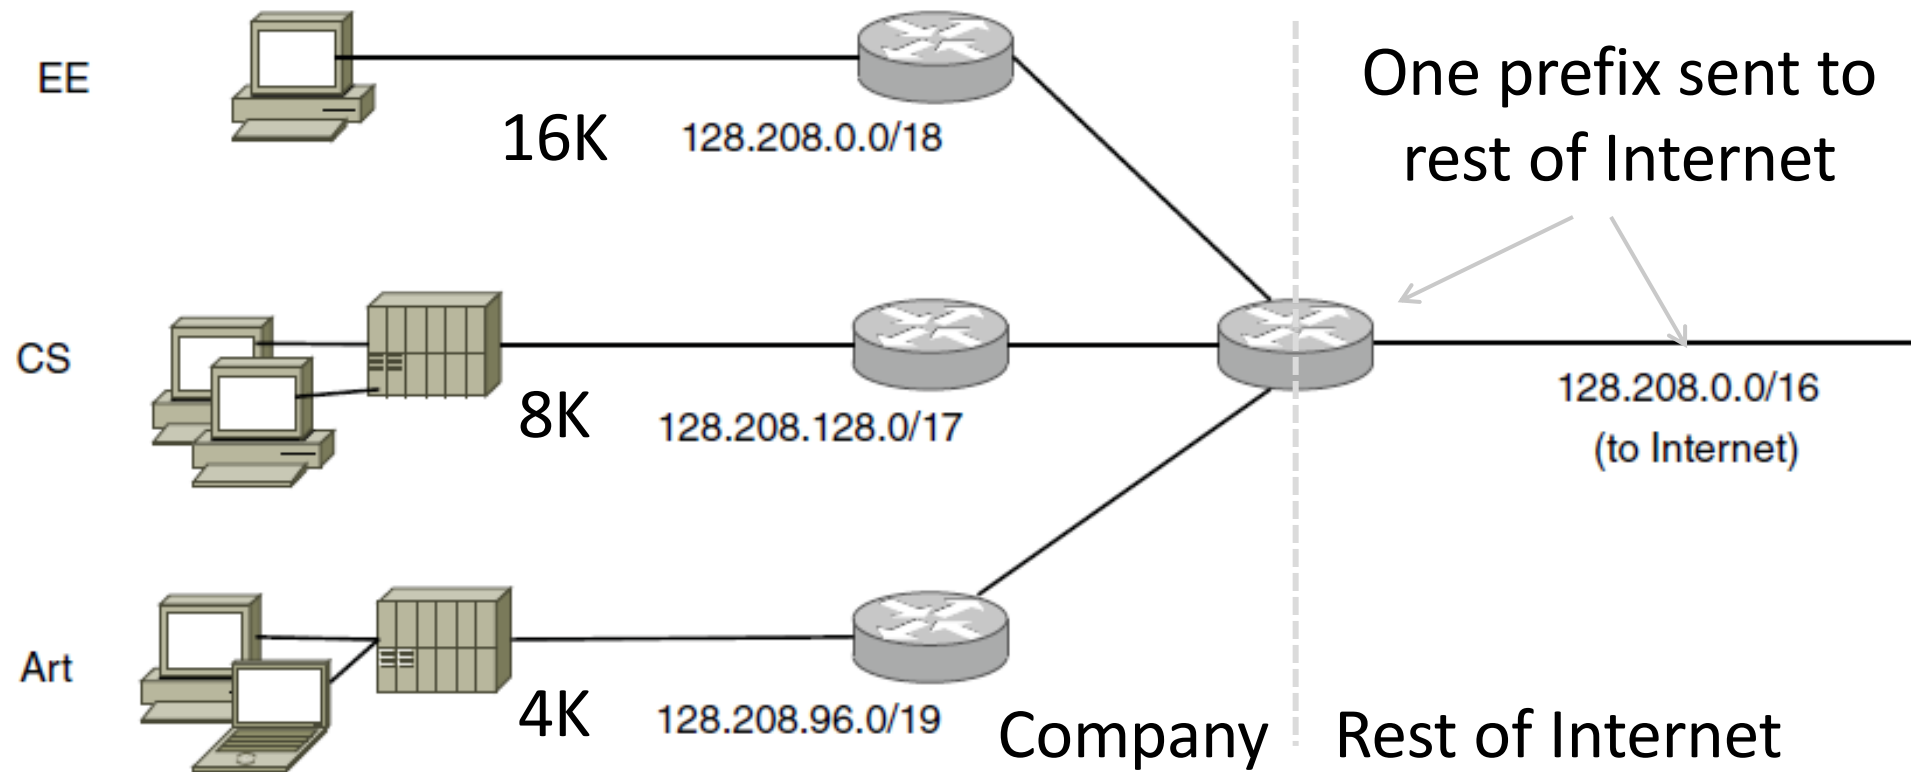 EE
16K
128.208.0.0/18
One prefix sent to
rest of Internet
CS
8K
128.208.128.0/17
128.208.0.0/16
(to Internet)
Art
4K
128.208.96.0/19
Company
Rest of Internet